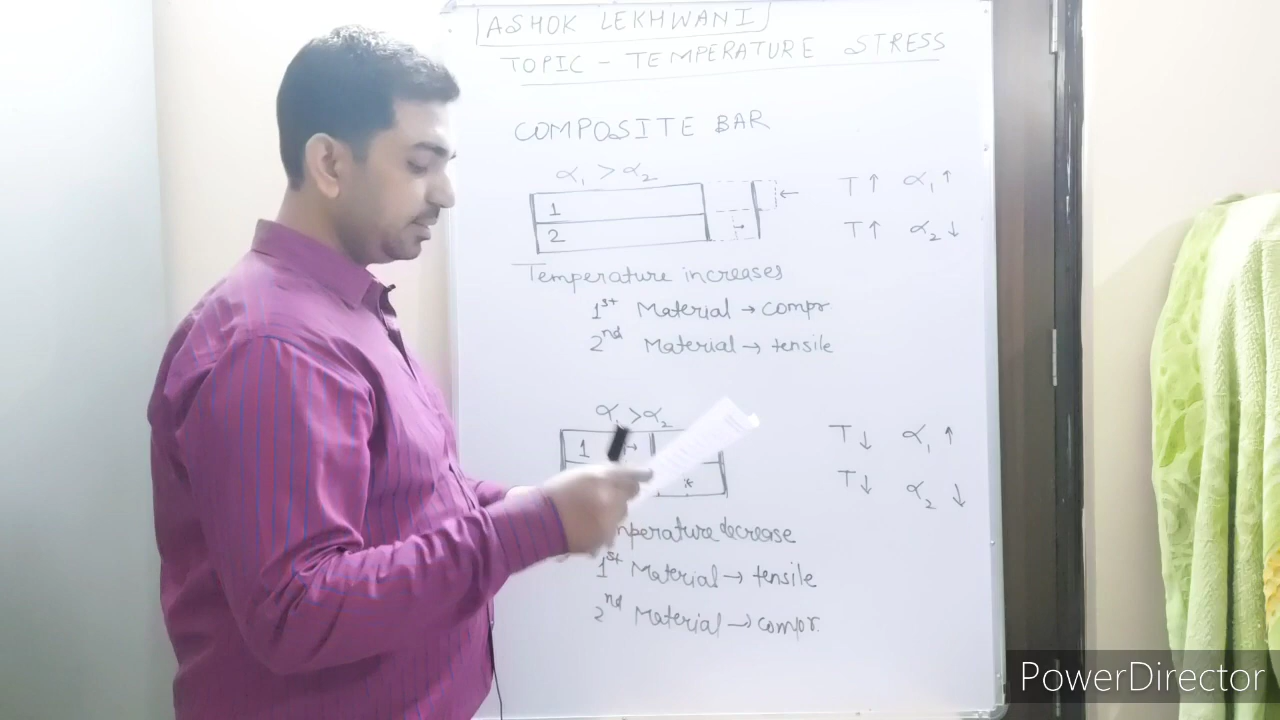 ASHOK LEKHWANI
TOPIC - TEMPERATURE STRESS
COMPOSITE BAR
α₁ > α₂
1
2
T↑ α₁↑
T↑ α₂↓
Temperature increases
1st Material → compr
2nd Material → tensile
α₁ > α₂
1
T↓ α₁↑
T↓ α₂↓
decrease
1st Material → tensile
2nd Material → compr.
PowerDirector